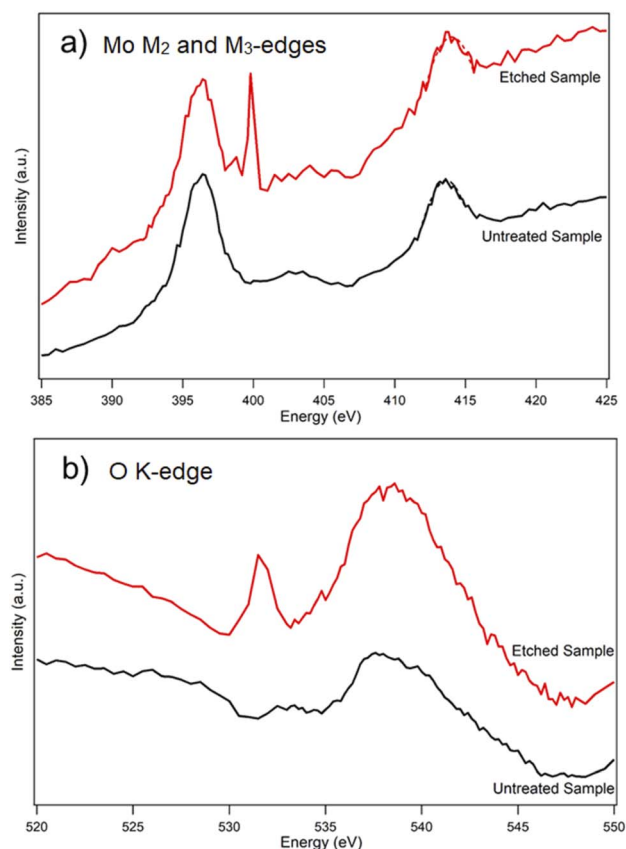 a) Mo M₂ and M₃-edges
Etched Sample
Untreated Sample
Intensity (a.u.)
385 390 395 400 405 410 415 420 425
Energy (eV)
b) O K-edge
Etched Sample
Untreated Sample
Intensity (a.u.)
520 525 530 535 540 545 550
Energy (eV)